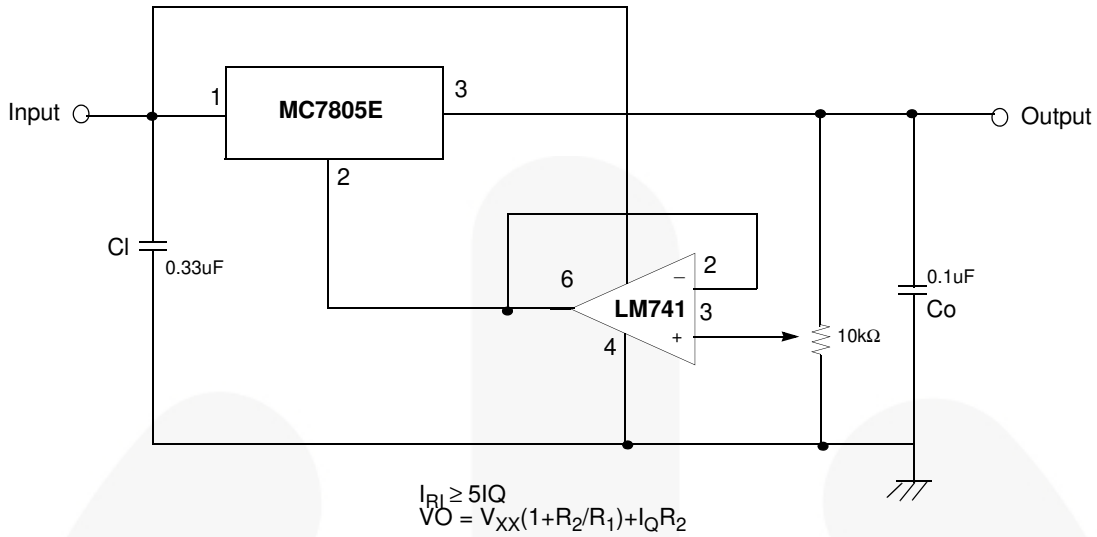 1
3
Input
MC7805E
Output
2
CI
0.33uF
6
−
2
LM741
3
+
4
10kΩ
0.1uF
Co
I_RI ≥ 5IQ
VO = V_XX(1+R_2/R_1)+I_QR_2